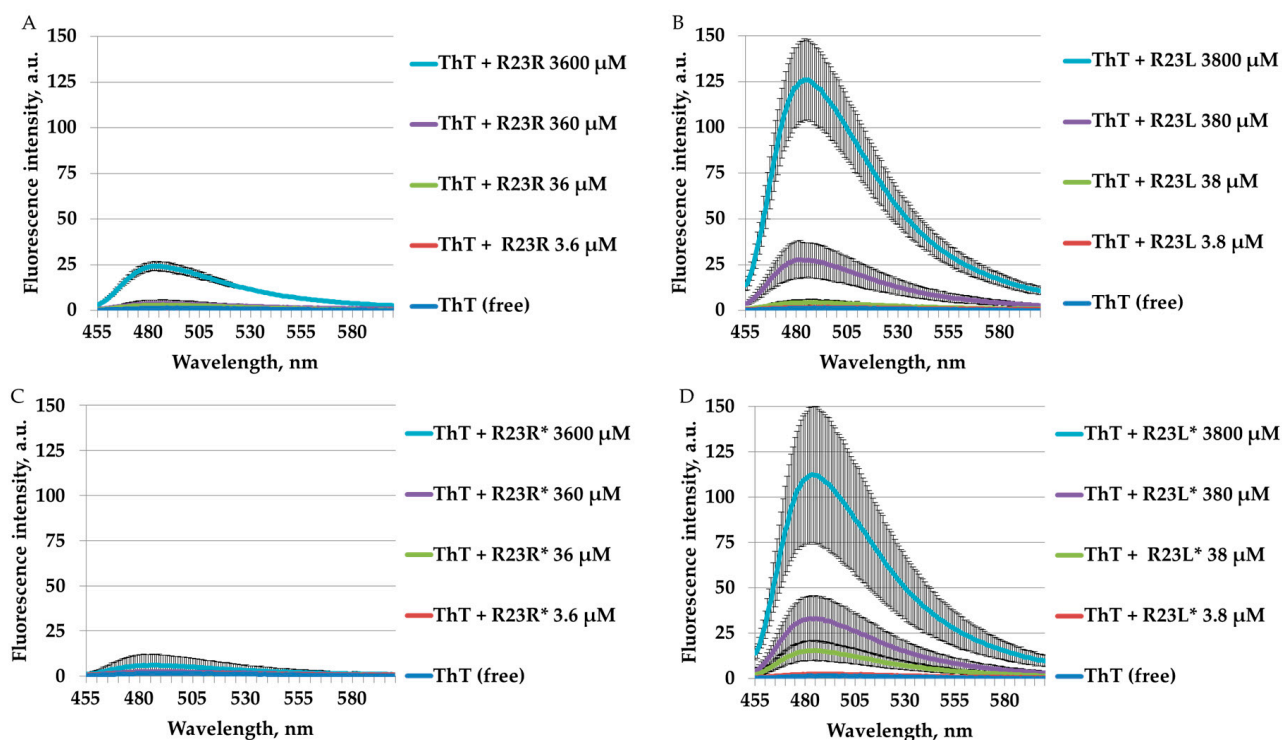 A
Fluorescence intensity, a.u.
150
125
100
75
50
25
0
455 480 505 530 555 580
Wavelength, nm
ThT + R23R 3600 μM
ThT + R23R 360 μM
ThT + R23R 36 μM
ThT + R23R 3.6 μM
ThT (free)
B
Fluorescence intensity, a.u.
150
125
100
75
50
25
0
455 480 505 530 555 580
Wavelength, nm
ThT + R23L 3800 μM
ThT + R23L 380 μM
ThT + R23L 38 μM
ThT + R23L 3.8 μM
ThT (free)
C
Fluorescence intensity, a.u.
150
125
100
75
50
25
0
455 480 505 530 555 580
Wavelength, nm
ThT + R23R* 3600 μM
ThT + R23R* 360 μM
ThT + R23R* 36 μM
ThT + R23R* 3.6 μM
ThT (free)
D
Fluorescence intensity, a.u.
150
125
100
75
50
25
0
455 480 505 530 555 580
Wavelength, nm
ThT + R23L* 3800 μM
ThT + R23L* 380 μM
ThT + R23L* 38 μM
ThT + R23L* 3.8 μM
ThT (free)